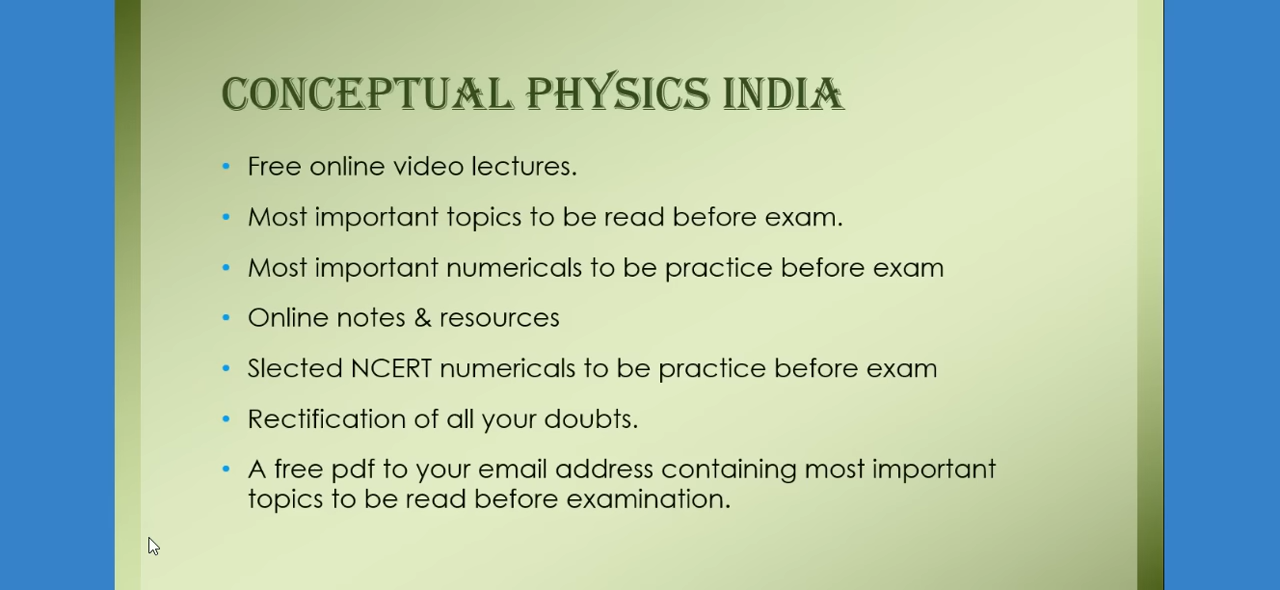 CONCEPTUAL PHYSICS INDIA
• Free online video lectures.
• Most important topics to be read before exam.
• Most important numericals to be practice before exam
• Online notes & resources
• Slected NCERT numericals to be practice before exam
• Rectification of all your doubts.
• A free pdf to your email address containing most important
topics to be read before examination.